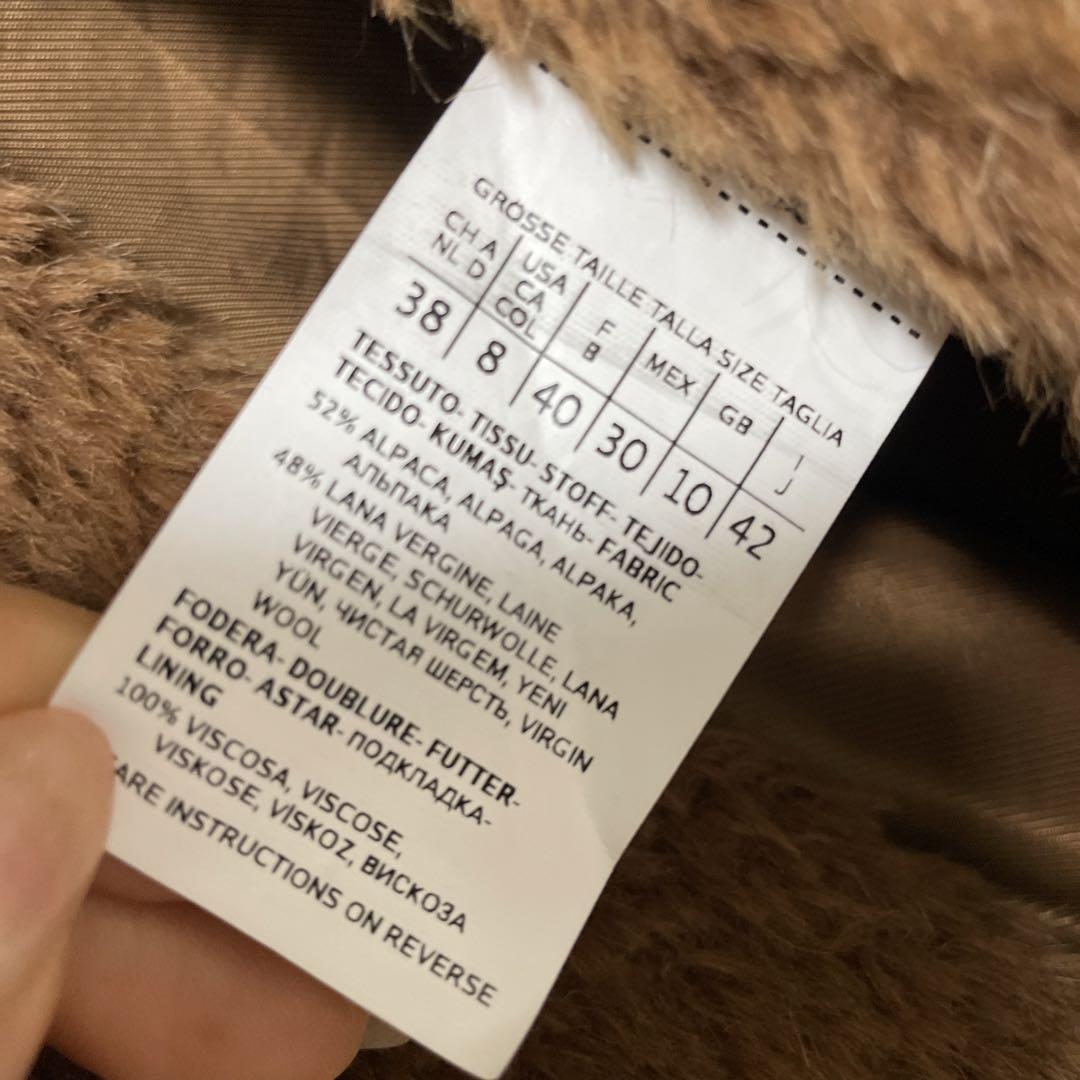 GRÖSSE TAILLE TALLA SIZE TAGLIA
CH A NL D | USA CA COL | F B | MEX | GB | I J
38 | 8 | 40 | 30 | 10 | 42
TESSUTO- TISSU- STOFF- TEJIDO-
TECIDO- KUMAŞ- ТКАНЬ- FABRIC
52% ALPACA, ALPAGA, ALPAKA,
АЛЬПАКА
48% LANA VERGINE, LAINE
VIERGE, SCHURWOLLE, LANA
VIRGEN, LA VIRGEM, YENI
YÜN, ЧИСТАЯ ШЕРСТЬ, VIRGIN
WOOL
FODERA- DOUBLURE- FUTTER-
FORRO- ASTAR- ПОДКЛАДКА-
LINING
100% VISCOSA, VISCOSE,
VISKOSE, VİSKOZ, ВИСКОЗА
CARE INSTRUCTIONS ON REVERSE